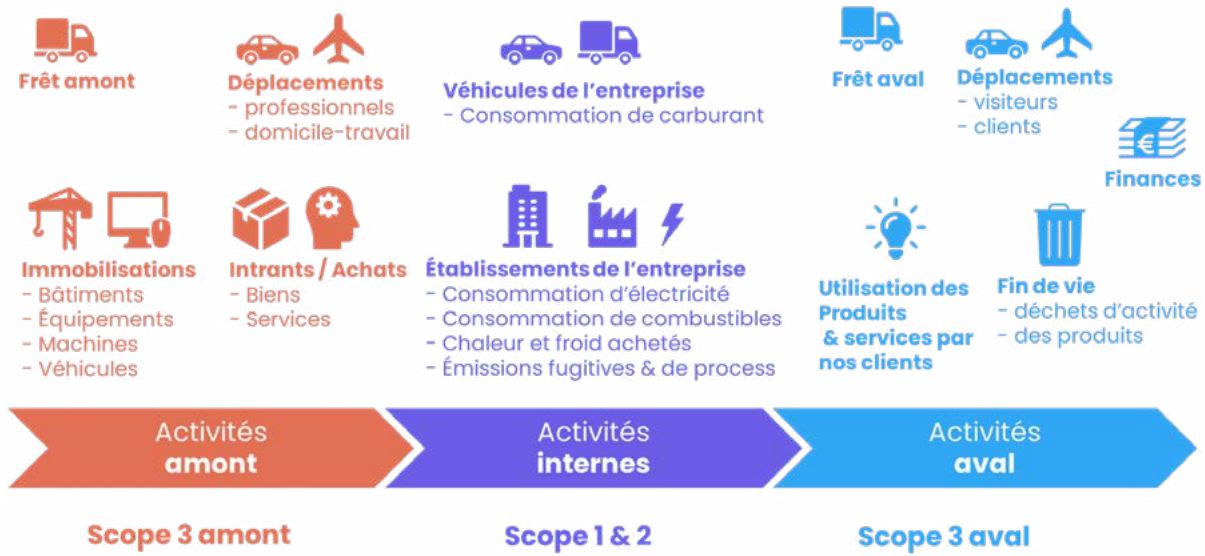 Frêt amont
Déplacements
- professionnels
- domicile-travail
Véhicules de l'entreprise
- Consommation de carburant
Frêt aval
Déplacements
- visiteurs
- clients
€
Finances
Immobilisations
- Bâtiments
- Équipements
- Machines
- Véhicules
Intrants / Achats
- Biens
- Services
Établissements de l'entreprise
- Consommation d'électricité
- Consommation de combustibles
- Chaleur et froid achetés
- Émissions fugitives & de process
Utilisation des
Produits
& services par
nos clients
Fin de vie
- déchets d'activité
- des produits
Activités
amont
Activités
internes
Activités
aval
Scope 3 amont
Scope 1 & 2
Scope 3 aval